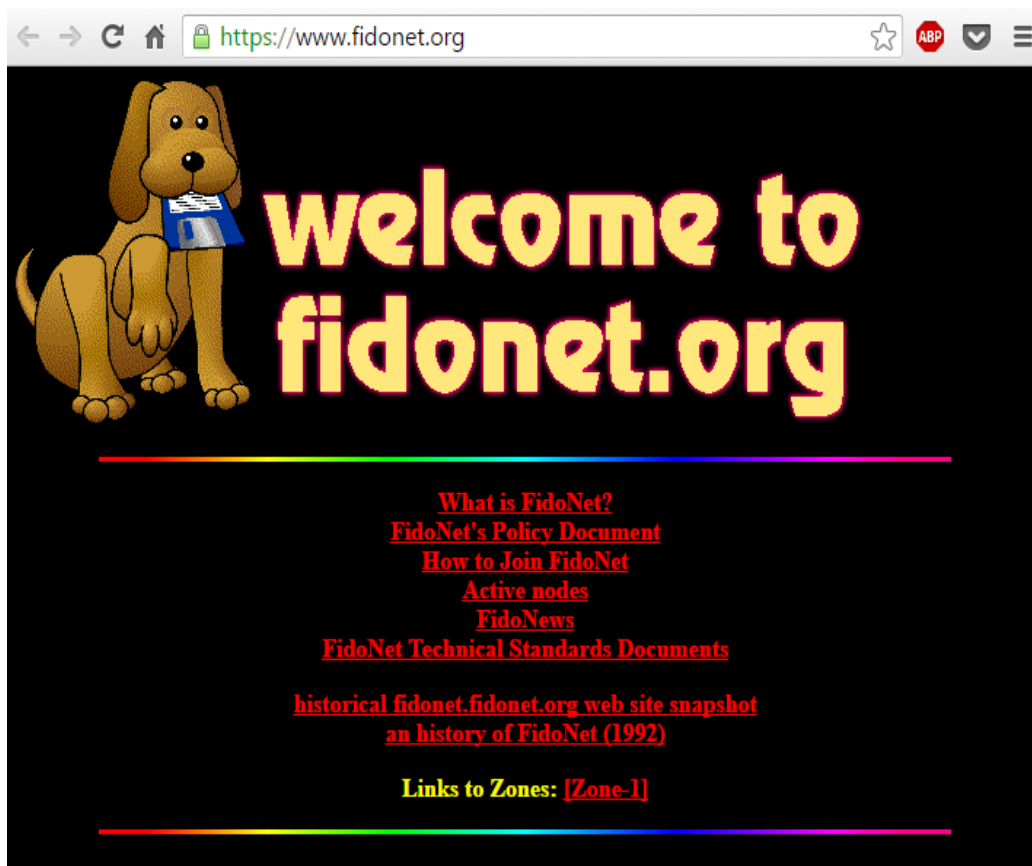 https://www.fidonet.org
ABP
welcome to
fidonet.org
What is FidoNet?
FidoNet's Policy Document
How to Join FidoNet
Active nodes
FidoNews
FidoNet Technical Standards Documents
historical fidonet.fidonet.org web site snapshot
an history of FidoNet (1992)
Links to Zones: [Zone-1]